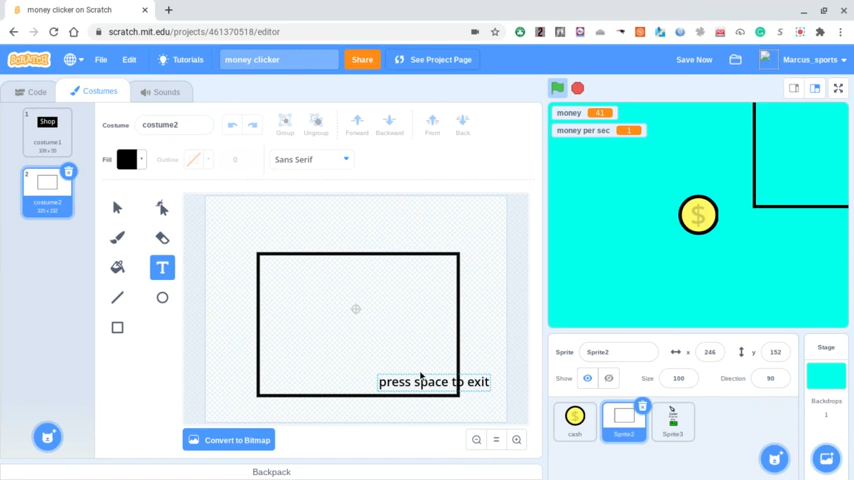 money clicker on Scratch
scratch.mit.edu/projects/461370518/editor
SCRATCH
File
Edit
Tutorials
money clicker
Share
See Project Page
Save Now
Marcus_sports
Code
Costumes
Sounds
1
Shop
costume1
2
costume2
Costume
costume2
Group
Ungroup
Forward
Backward
Front
Back
Fill
Outline
0
Sans Serif
T
press space to exit
Convert to Bitmap
Backpack
money 41
money per sec 1
$
Sprite
Sprite2
x
246
y
152
Show
Size
100
Direction
90
Stage
Backdrops
1
$
cash
Sprite2
Sprite3